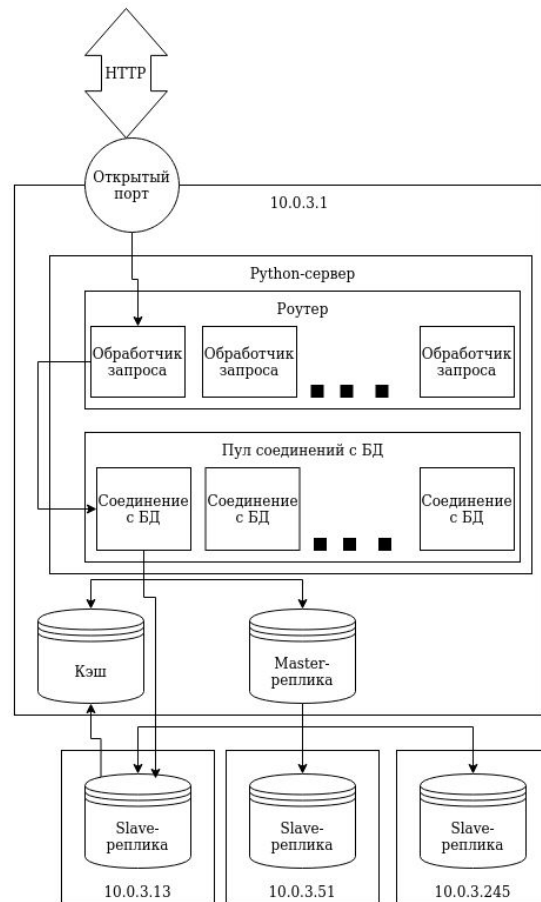 HTTP
Открытый
порт
10.0.3.1
Python-сервер
Роутер
Обработчик
запроса
Обработчик
запроса
Обработчик
запроса
Пул соединений с БД
Соединение
с БД
Соединение
с БД
Соединение
с БД
Кэш
Master-
реплика
Slave-
реплика
Slave-
реплика
Slave-
реплика
10.0.3.13
10.0.3.51
10.0.3.245